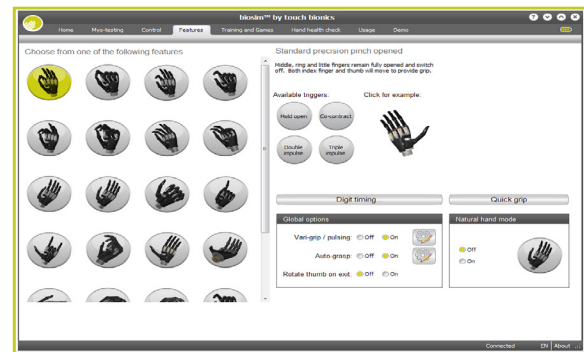 biosim™ by touch bionics
Home Myo-testing Control Features Training and Games Hand health check Usage Demo
Choose from one of the following features
Standard precision pinch opened
Middle, ring and little fingers remain fully opened and switch
off. Both index finger and thumb will move to provide grip.
Available triggers: Click for example:
Hold open Co-contract
Double impulse Triple impulse
Digit timing Quick grip
Global options Natural hand mode
Vari-grip / pulsing: Off On
Off
Auto-grasp: Off On
On
Rotate thumb on exit: Off On
Connected EN About ...